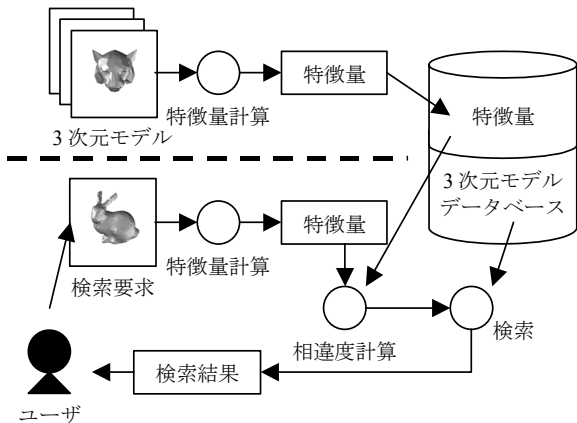 特徴量
特徴量計算
3 次元モデル
特徴量
3 次元モデル
データベース
特徴量
特徴量計算
検索要求
検索
相違度計算
検索結果
ユーザ